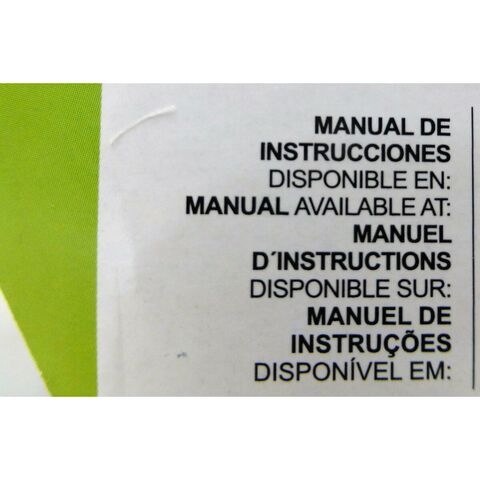 MANUAL DE
INSTRUCCIONES
DISPONIBLE EN:
MANUAL AVAILABLE AT:
MANUEL
D´INSTRUCTIONS
DISPONIBLE SUR:
MANUEL DE
INSTRUÇÕES
DISPONÍVEL EM: